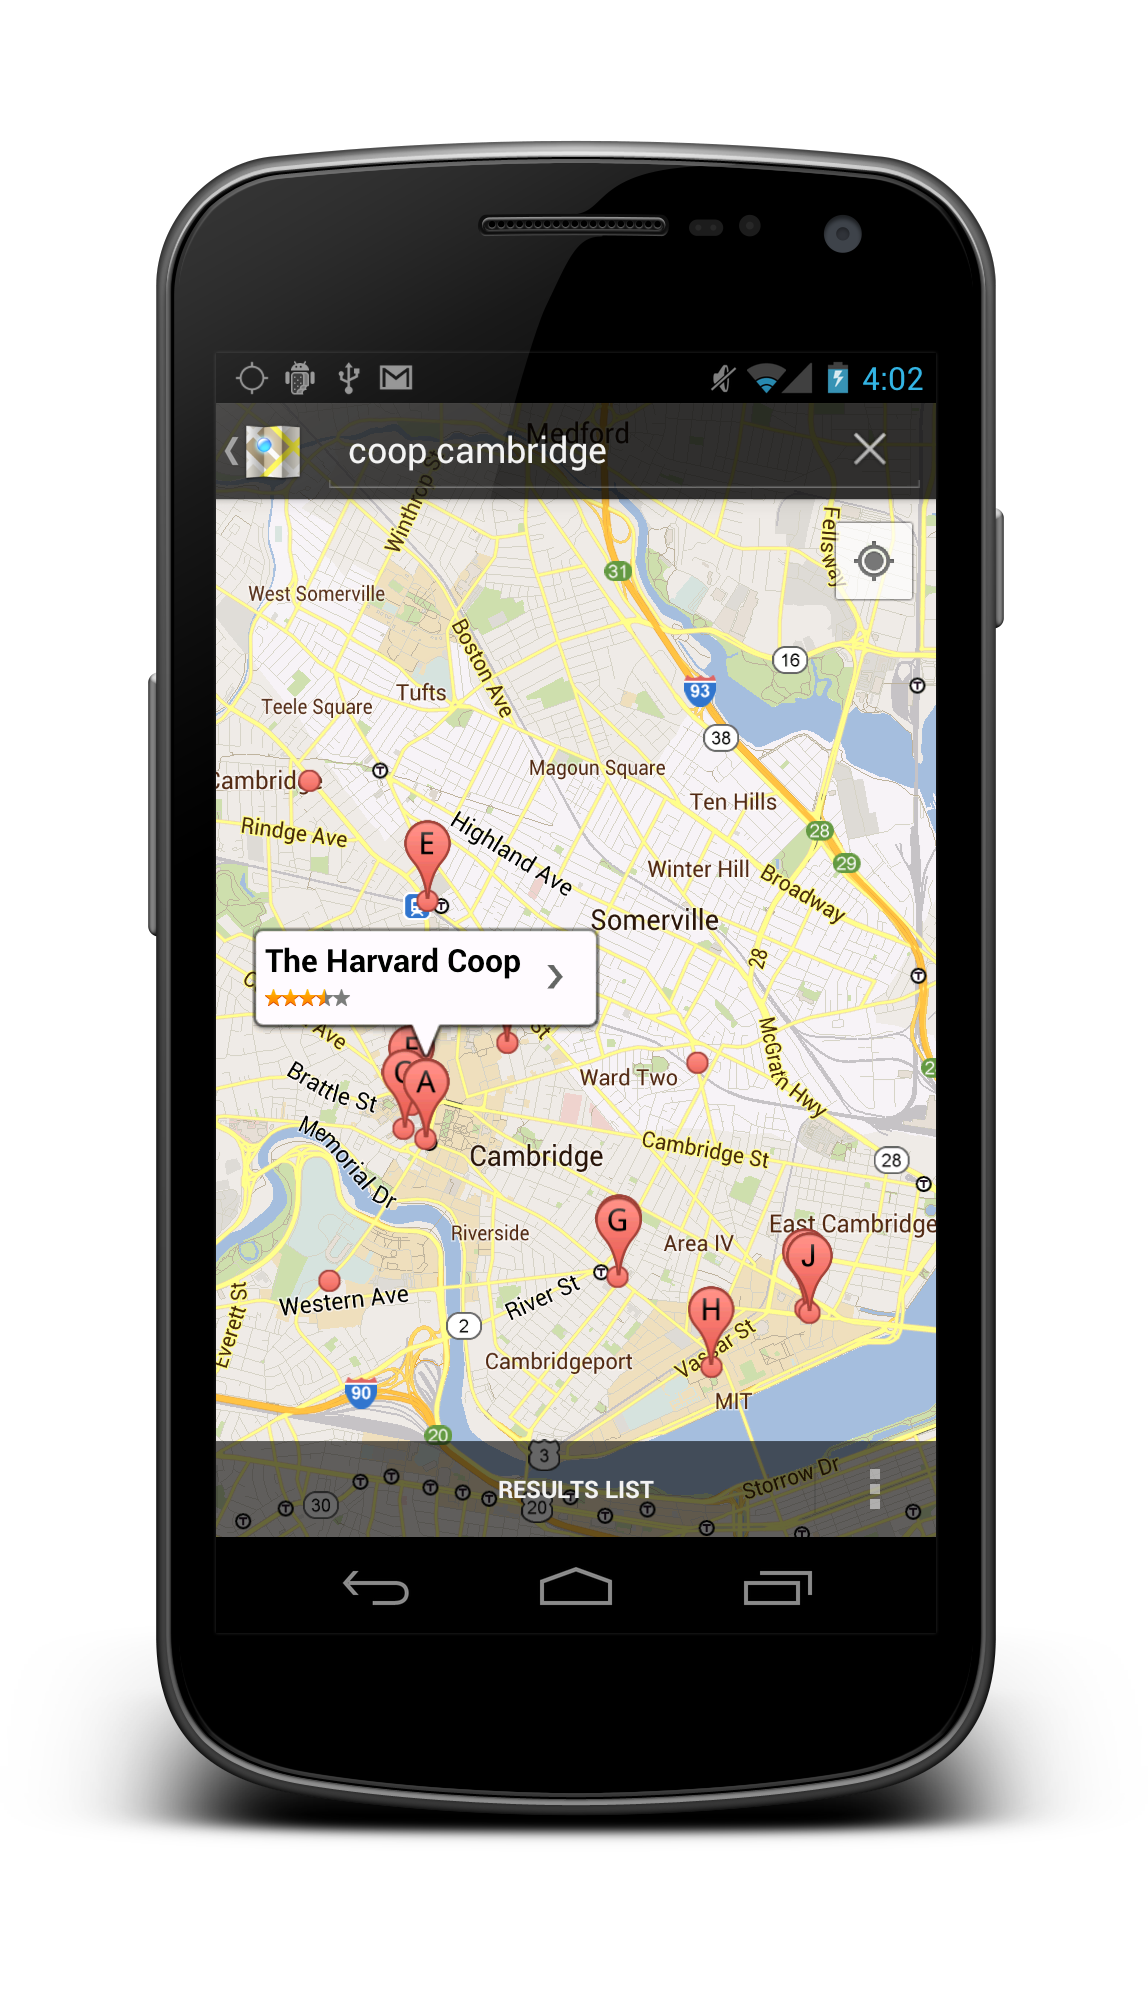 4:02
Medford
coop cambridge
Winthrop St
Fellsway
31
West Somerville
Boston Ave
16
Tufts
93
Teele Square
38
Magoun Square
Cambridge
Ten Hills
Rindge Ave
Highland Ave
28
E
29
Winter Hill
Broadway
Somerville
28
The Harvard Coop
Ave
St
McGrath Hwy
Ward Two
Brattle St
C
A
Memorial Dr
Cambridge St
Cambridge
28
G
East Cambridge
Riverside
Area IV
J
River St
Western Ave
H
Everett St
2
Vassar St
Cambridgeport
90
MIT
20
3
Storrow Dr
RESULTS LIST
30
20